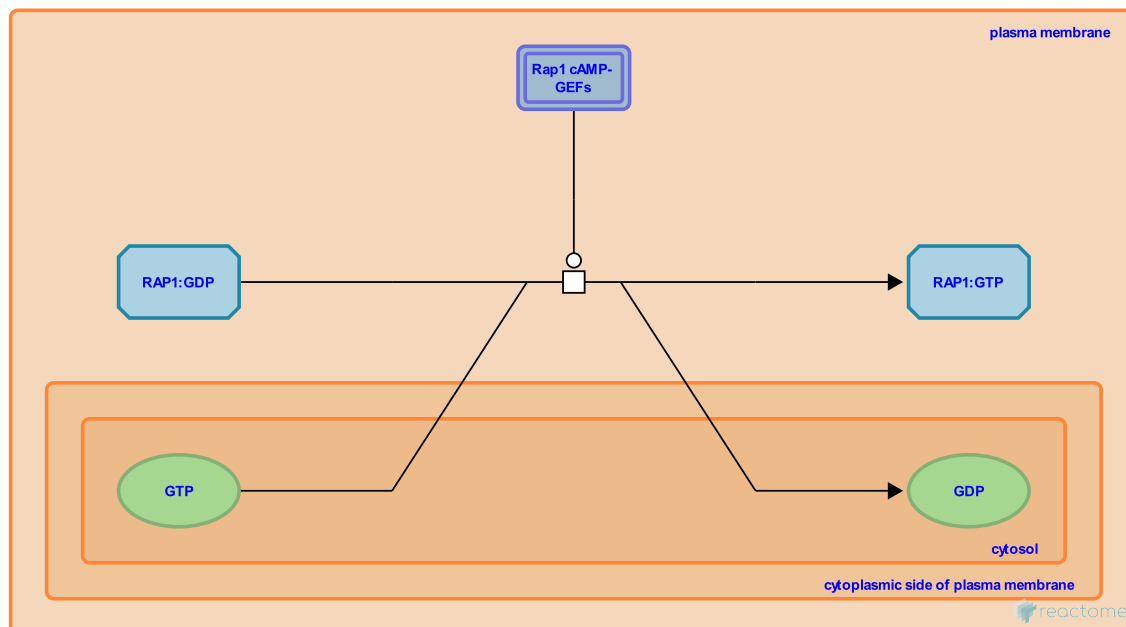 plasma membrane
Rap1 cAMP-
GEFs
RAP1:GDP
RAP1:GTP
GTP
GDP
cytosol
cytoplasmic side of plasma membrane
reactome